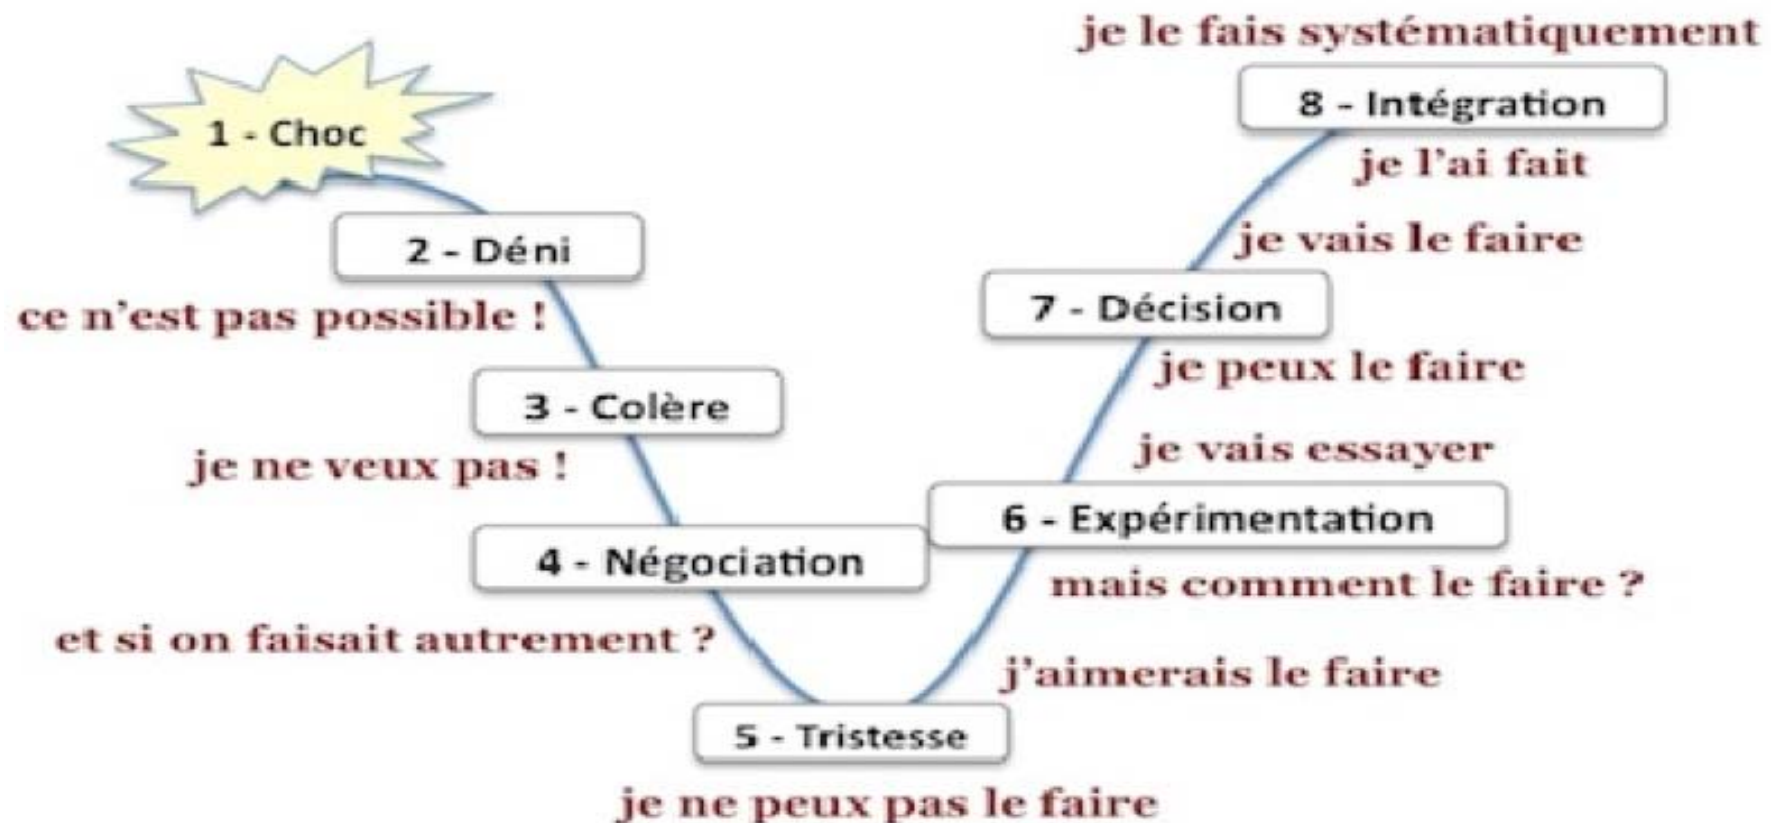 je le fais systématiquement
8 - Intégration
1 - Choc
je l'ai fait
2 - Déni
je vais le faire
ce n'est pas possible !
7 - Décision
je peux le faire
3 - Colère
je vais essayer
je ne veux pas !
6 - Expérimentation
4 - Négociation
mais comment le faire ?
et si on faisait autrement ?
j'aimerais le faire
5 - Tristesse
je ne peux pas le faire